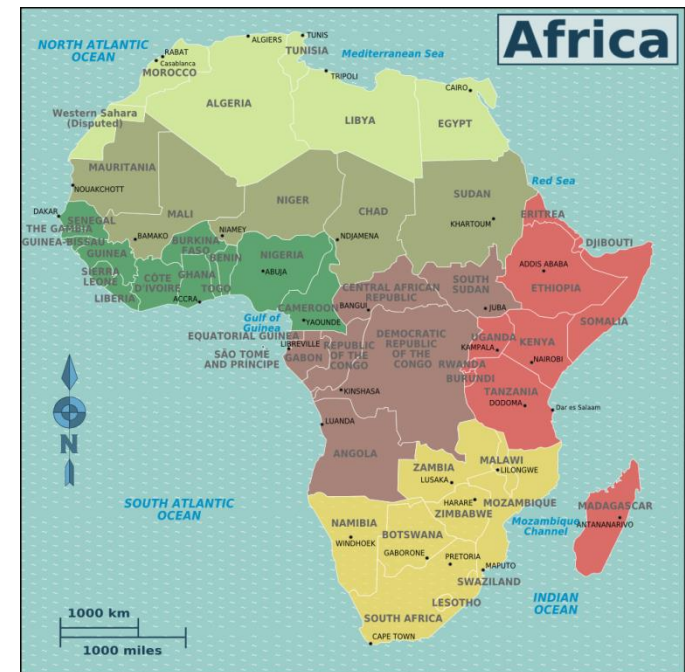 Africa
NORTH ATLANTIC
OCEAN
RABAT
Casablanca
MOROCCO
ALGIERS
TUNIS
TUNISIA
Mediterranean Sea
TRIPOLI
CAIRO
ALGERIA
LIBYA
EGYPT
Western Sahara
(Disputed)
MAURITANIA
NOUAKCHOTT
MALI
NIGER
CHAD
SUDAN
KHARTOUM
Red Sea
ERITREA
DJIBOUTI
DAKAR
SENEGAL
THE GAMBIA
GUINEA-BISSAU
BAMAKO
GUINEA
SIERRA
LEONE
LIBERIA
CÔTE
D'IVOIRE
BURKINA
FASO
NIAMEY
BENIN
GHANA
TOGO
ACCRA
NIGERIA
ABUJA
NDJAMENA
CAMEROON
YAOUNDE
Gulf of
Guinea
CENTRAL AFRICAN
REPUBLIC
BANGUI
SOUTH
SUDAN
JUBA
ADDIS ABABA
ETHIOPIA
SOMALIA
EQUATORIAL GUINEA
SÃO TOMÉ
AND PRÍNCIPE
LIBREVILLE
GABON
REPUBLIC
OF THE
CONGO
DEMOCRATIC
REPUBLIC
OF THE
CONGO
KINSHASA
UGANDA
KAMPALA
KENYA
NAIROBI
RWANDA
BURUNDI
TANZANIA
DODOMA
Dar es Salaam
LUANDA
ANGOLA
ZAMBIA
LUSAKA
MALAWI
LILONGWE
HARARE
ZIMBABWE
MOZAMBIQUE
Mozambique
Channel
MADAGASCAR
ANTANANARIVO
NAMIBIA
WINDHOEK
BOTSWANA
GABORONE
PRETORIA
MAPUTO
SWAZILAND
LESOTHO
SOUTH AFRICA
CAPE TOWN
INDIAN
OCEAN
SOUTH ATLANTIC
OCEAN
N
1000 km
1000 miles